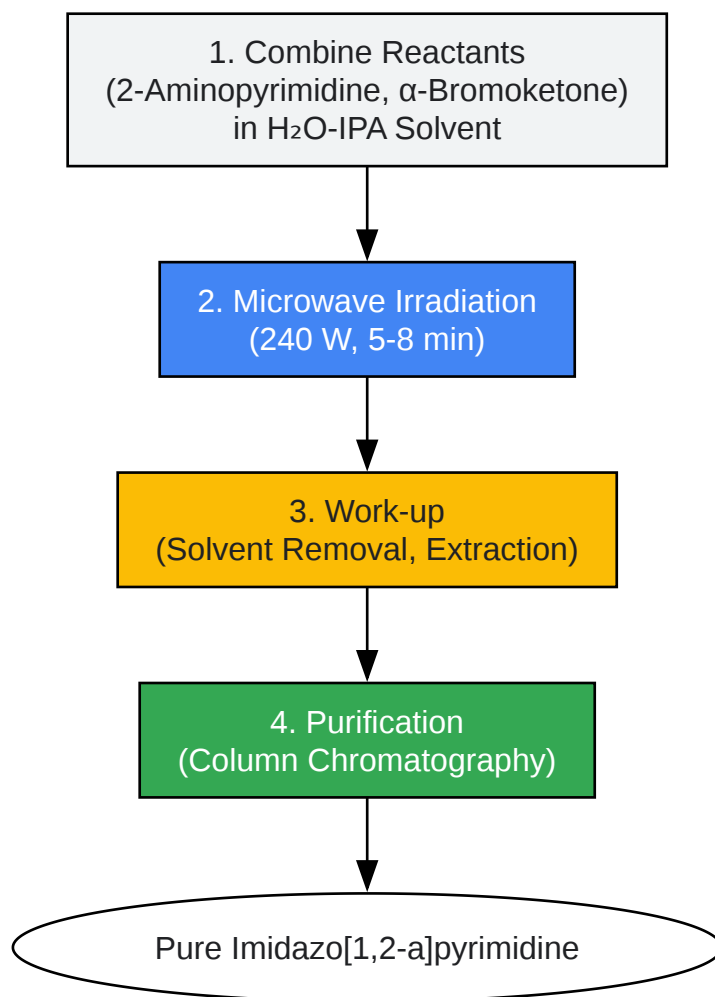 1. Combine Reactants
(2-Aminopyrimidine, α-Bromoketone)
in H₂O-IPA Solvent
2. Microwave Irradiation
(240 W, 5-8 min)
3. Work-up
(Solvent Removal, Extraction)
4. Purification
(Column Chromatography)
Pure Imidazo[1,2-a]pyrimidine